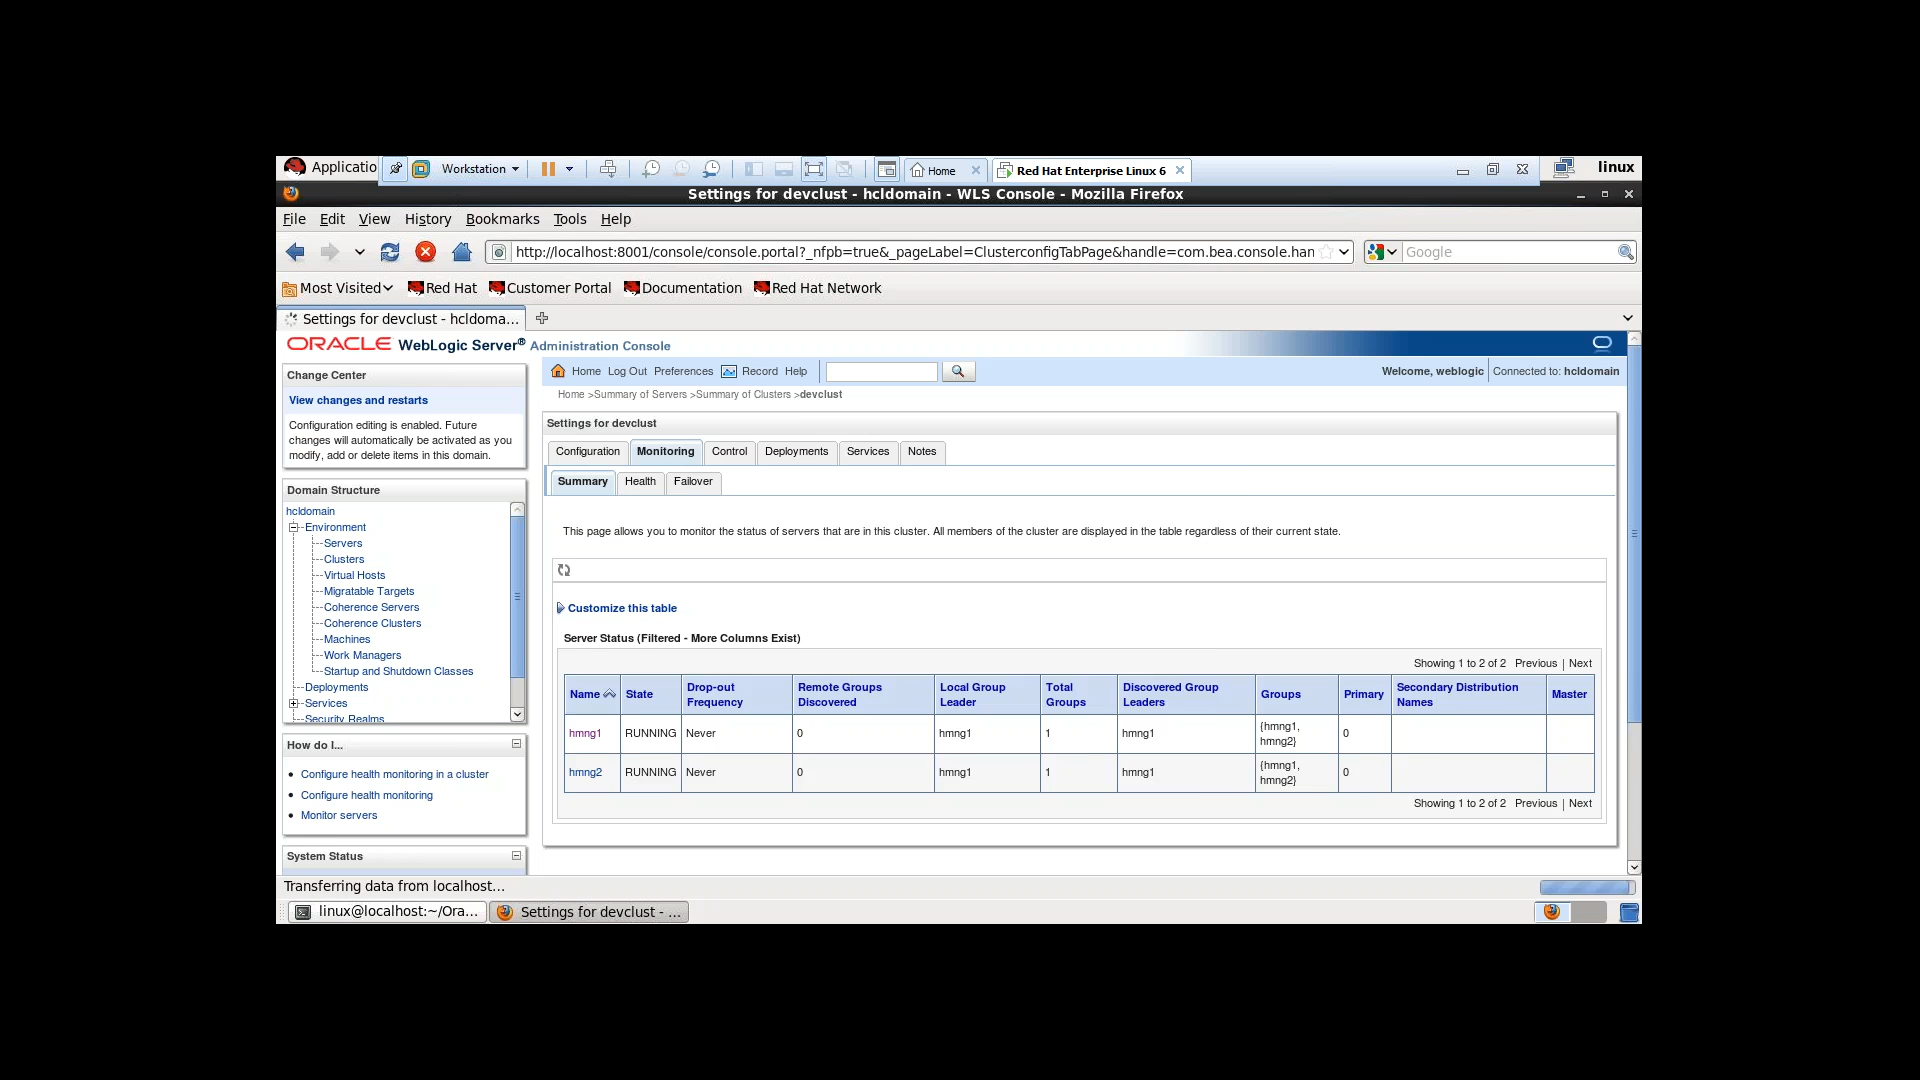 Applicatio
Workstation
Home
Red Hat Enterprise Linux 6
linux
Settings for devclust - hcldomain - WLS Console - Mozilla Firefox
File Edit View History Bookmarks Tools Help
http://localhost:8001/console/console.portal?_nfpb=true&_pageLabel=ClusterconfigTabPage&handle=com.bea.console.han
Google
Most Visited Red Hat Customer Portal Documentation Red Hat Network
Settings for devclust - hcldoma...
ORACLE WebLogic Server® Administration Console
Change Center
View changes and restarts
Configuration editing is enabled. Future
changes will automatically be activated as you
modify, add or delete items in this domain.
Domain Structure
hcldomain
Environment
Servers
Clusters
Virtual Hosts
Migratable Targets
Coherence Servers
Coherence Clusters
Machines
Work Managers
Startup and Shutdown Classes
Deployments
Services
Security Realms
How do I...
Configure health monitoring in a cluster
Configure health monitoring
Monitor servers
System Status
Home Log Out Preferences Record Help
Welcome, weblogic Connected to: hcldomain
Home >Summary of Servers >Summary of Clusters >devclust
Settings for devclust
Configuration Monitoring Control Deployments Services Notes
Summary Health Failover
This page allows you to monitor the status of servers that are in this cluster. All members of the cluster are displayed in the table regardless of their current state.
Customize this table
Server Status (Filtered - More Columns Exist)
Showing 1 to 2 of 2 Previous | Next
Name State Drop-out Frequency Remote Groups Discovered Local Group Leader Total Groups Discovered Group Leaders Groups Primary Secondary Distribution Names Master
hmng1 RUNNING Never 0 hmng1 1 hmng1 {hmng1, hmng2} 0
hmng2 RUNNING Never 0 hmng1 1 hmng1 {hmng1, hmng2} 0
Showing 1 to 2 of 2 Previous | Next
Transferring data from localhost...
linux@localhost:~/Ora...
Settings for devclust - ...